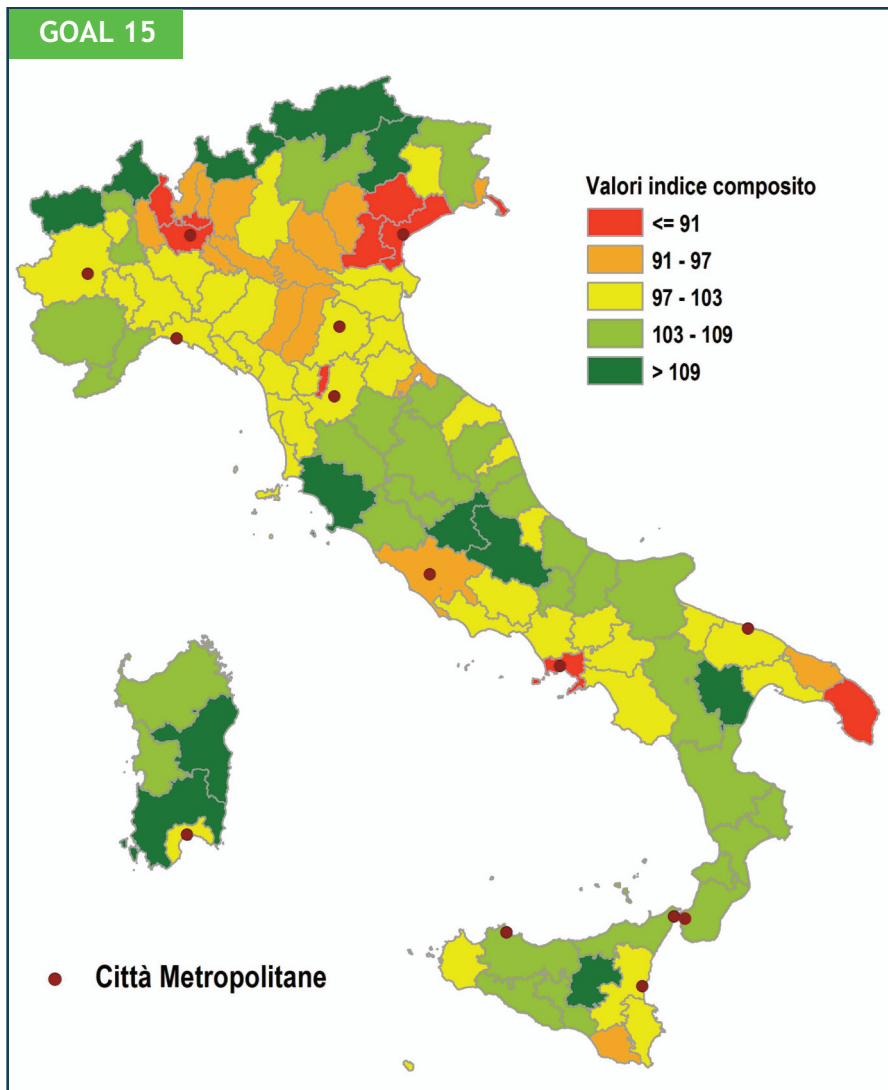 GOAL 15
Valori indice composito
<= 91
91 - 97
97 - 103
103 - 109
> 109
Città Metropolitane